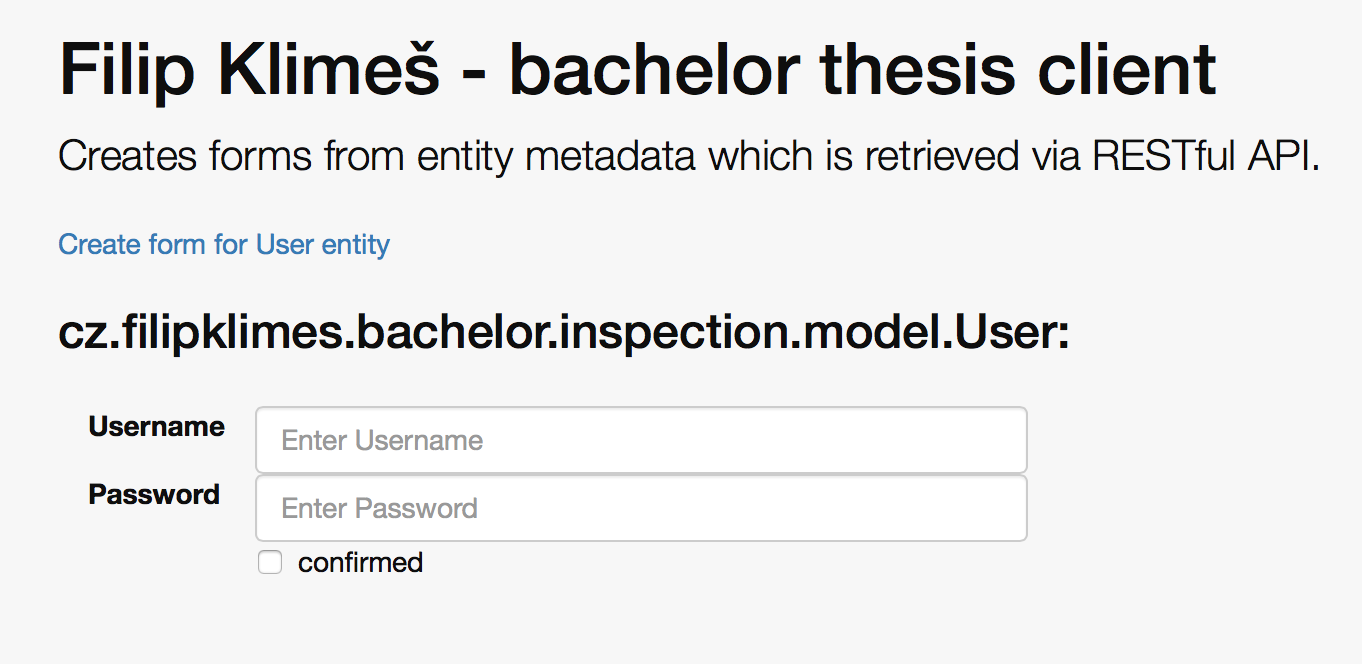 Filip Klimeš - bachelor thesis client
Creates forms from entity metadata which is retrieved via RESTful API.
Create form for User entity
cz.filipklimes.bachelor.inspection.model.User:
Username
Enter Username
Password
Enter Password
confirmed